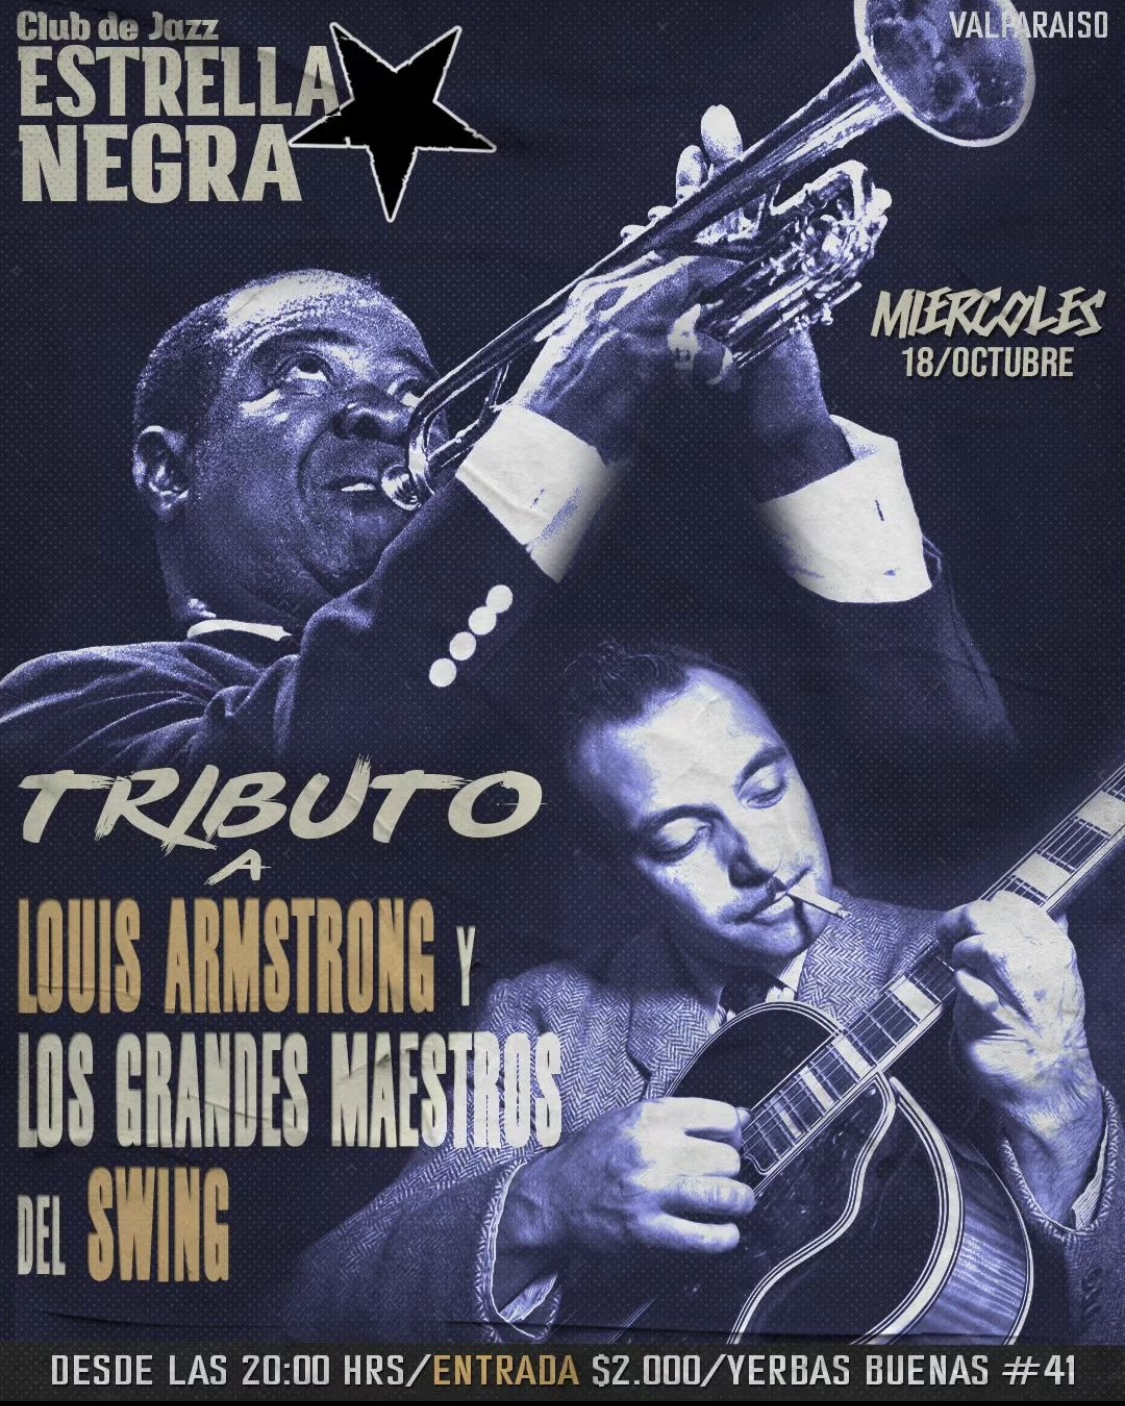 Club de Jazz
ESTRELLA
NEGRA
VALPARAISO
MIERCOLES
18/OCTUBRE
TRIBUTO
A
LOUIS ARMSTRONG Y
LOS GRANDES MAESTROS
DEL SWING
DESDE LAS 20:00 HRS/ENTRADA $2.000/YERBAS BUENAS #41